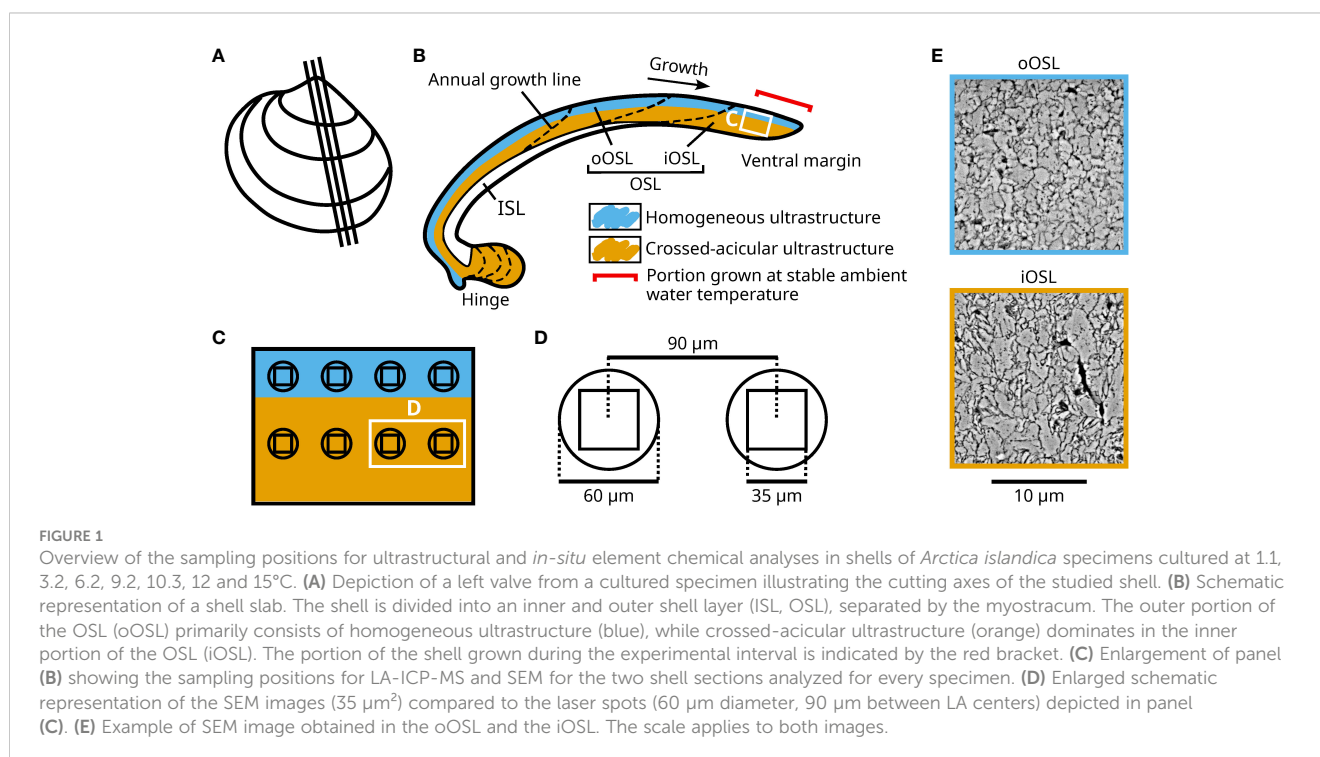 A
B
Growth
Annual growth line
C
oOSL
iOSL
OSL
Ventral margin
ISL
Homogeneous ultrastructure
Crossed-acicular ultrastructure
Portion grown at stable ambient
water temperature
Hinge
C
D
D
90 µm
60 µm
35 µm
E
oOSL
iOSL
10 µm
FIGURE 1
Overview of the sampling positions for ultrastructural and in-situ element chemical analyses in shells of Arctica islandica specimens cultured at 1.1,
3.2, 6.2, 9.2, 10.3, 12 and 15°C. (A) Depiction of a left valve from a cultured specimen illustrating the cutting axes of the studied shell. (B) Schematic
representation of a shell slab. The shell is divided into an inner and outer shell layer (ISL, OSL), separated by the myostracum. The outer portion of
the OSL (oOSL) primarily consists of homogeneous ultrastructure (blue), while crossed-acicular ultrastructure (orange) dominates in the inner
portion of the OSL (iOSL). The portion of the shell grown during the experimental interval is indicated by the red bracket. (C) Enlargement of panel
(B) showing the sampling positions for LA-ICP-MS and SEM for the two shell sections analyzed for every specimen. (D) Enlarged schematic
representation of the SEM images (35 µm²) compared to the laser spots (60 µm diameter, 90 µm between LA centers) depicted in panel
(C). (E) Example of SEM image obtained in the oOSL and the iOSL. The scale applies to both images.